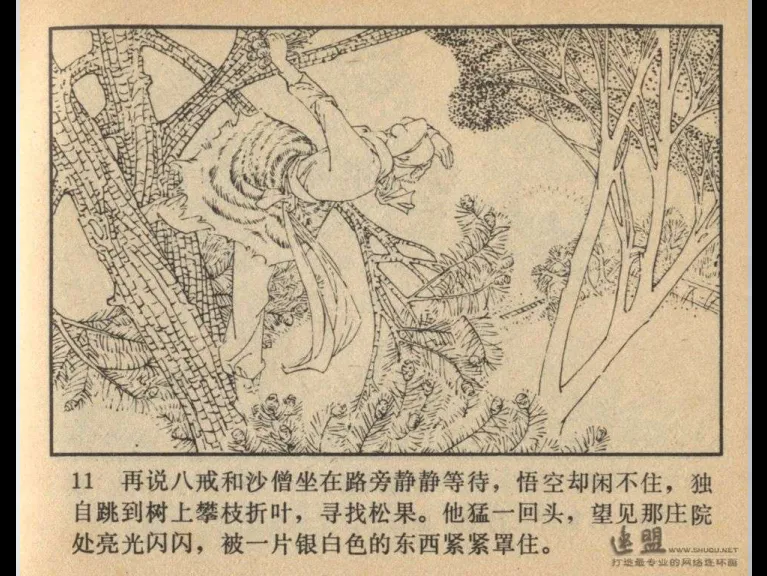 11 再说八戒和沙僧坐在路旁静静等待，悟空却闲不住，独
自跳到树上攀枝折叶，寻找松果。他猛一回头，望见那庄院
处亮光闪闪，被一片银白色的东西紧紧罩住。
连盟 WWW.SHUGU.NET
打造最专业的网络连环画